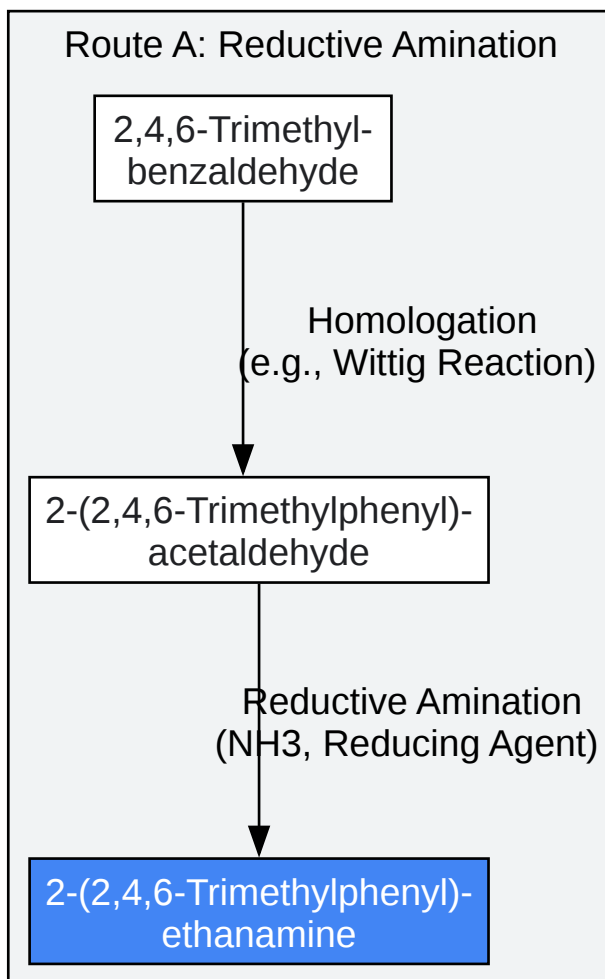 Route A: Reductive Amination
2,4,6-Trimethyl-
benzaldehyde
Homologation
(e.g., Wittig Reaction)
2-(2,4,6-Trimethylphenyl)-
acetaldehyde
Reductive Amination
(NH3, Reducing Agent)
2-(2,4,6-Trimethylphenyl)-
ethanamine